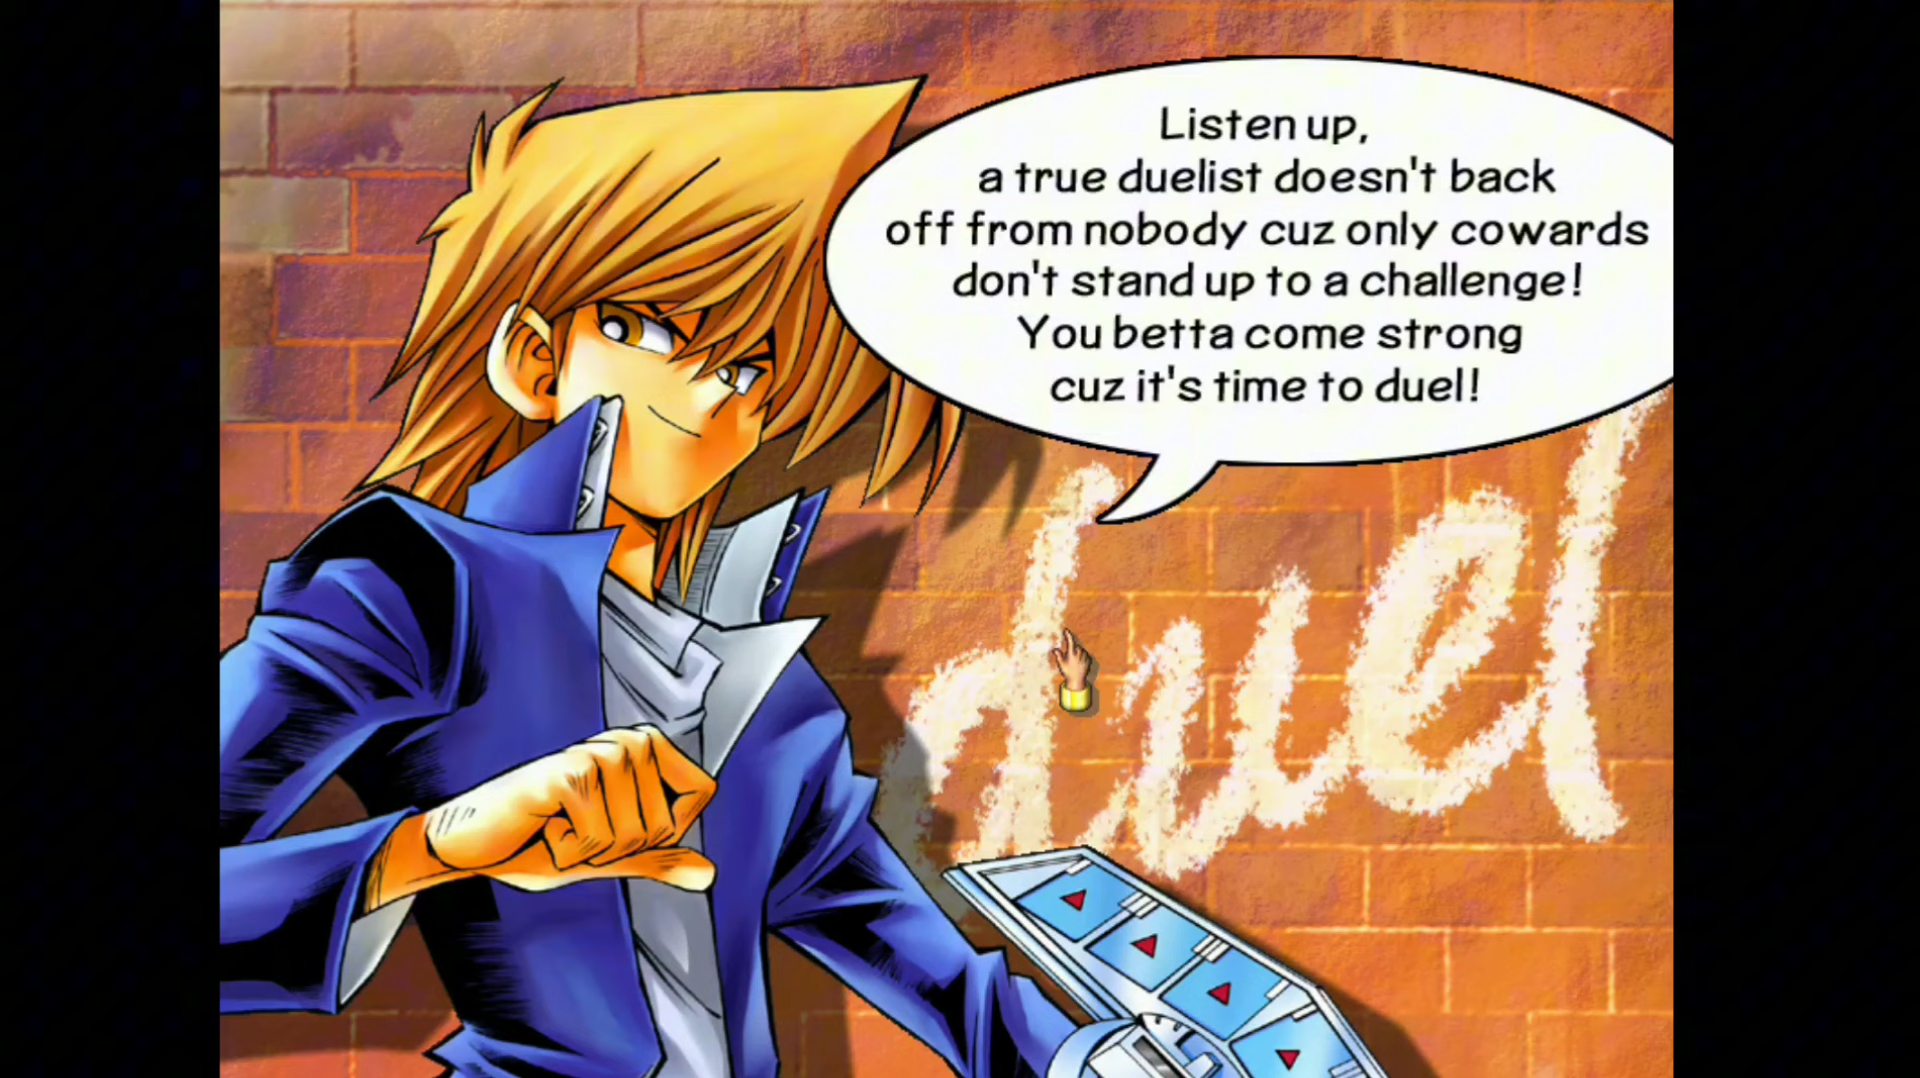 Listen up,
a true duelist doesn't back
off from nobody cuz only cowards
don't stand up to a challenge!
You betta come strong
cuz it's time to duel!
duel